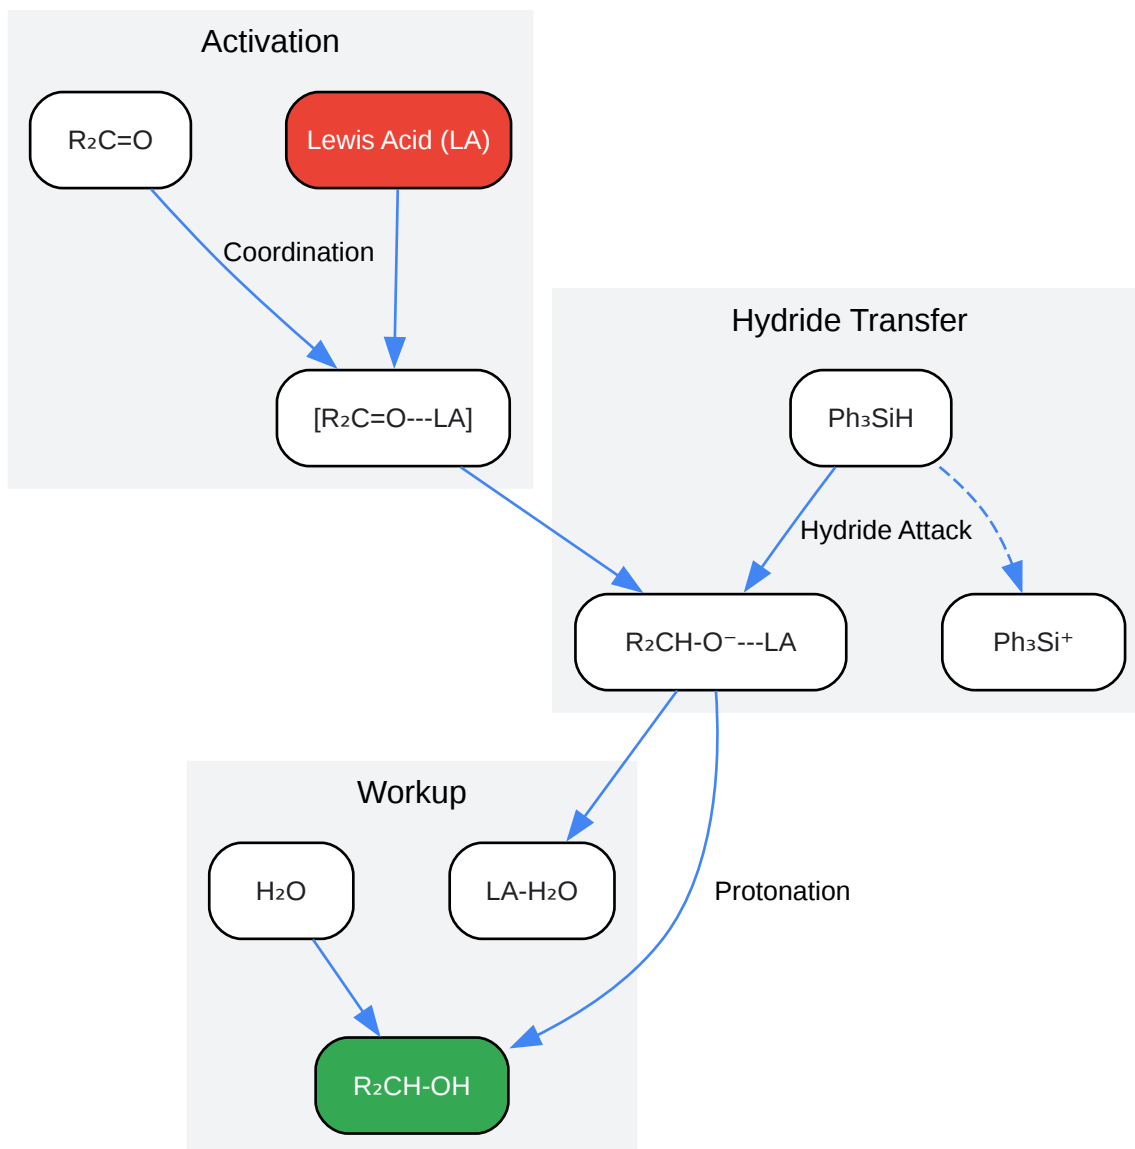 Activation
R₂C=O
Lewis Acid (LA)
Coordination
[R₂C=O---LA]
Hydride Transfer
Ph₃SiH
Hydride Attack
R₂CH-O⁻---LA
Ph₃Si⁺
Workup
H₂O
LA-H₂O
Protonation
R₂CH-OH